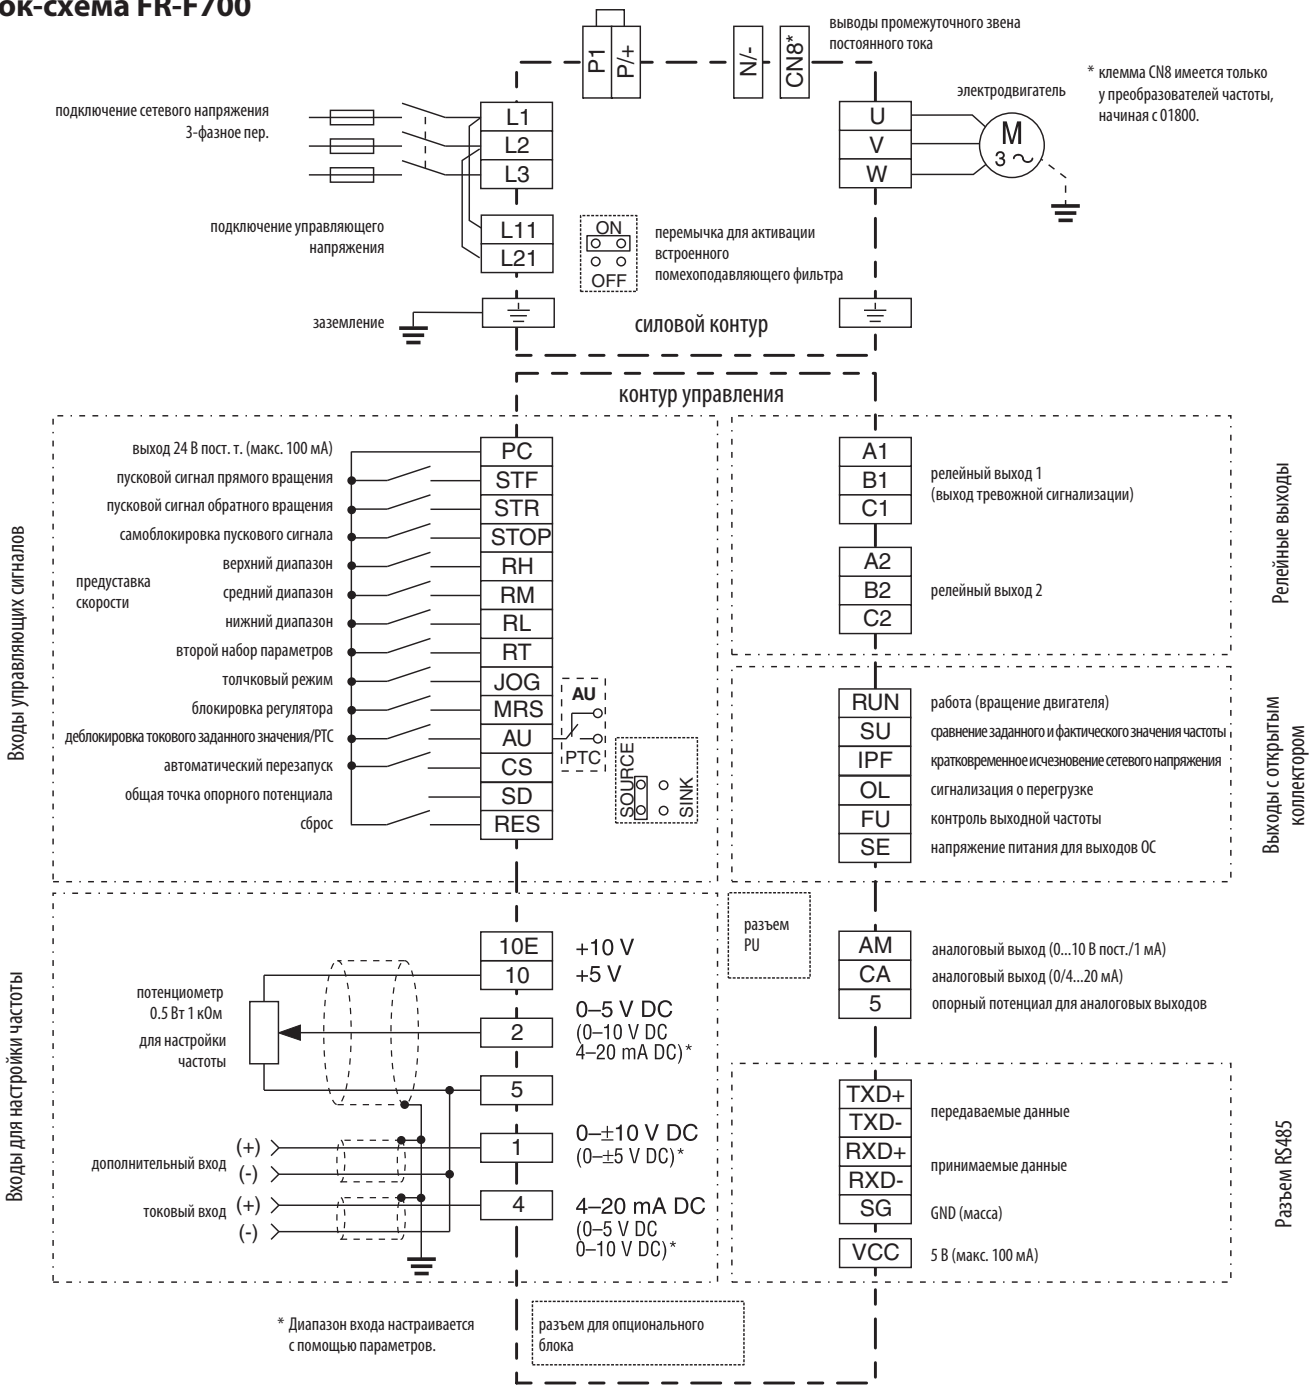 ок-схема FR-F700
P1
P/+
N/-
CN8*
выводы промежуточного звена
постоянного тока
* клемма CN8 имеется только
у преобразователей частоты,
начиная с 01800.
подключение сетевого напряжения
3-фазное пер.
L1
L2
L3
U
V
W
электродвигатель
M
3 ~
подключение управляющего
напряжения
L11
L21
ON
OFF
перемычка для активации
встроенного
помехоподавляющего фильтра
заземление
силовой контур
контур управления
Входы управляющих сигналов
выход 24 В пост. т. (макс. 100 мА)
PC
пусковой сигнал прямого вращения
STF
пусковой сигнал обратного вращения
STR
самоблокировка пускового сигнала
STOP
предуставка
скорости
верхний диапазон
RH
средний диапазон
RM
нижний диапазон
RL
второй набор параметров
RT
толчковый режим
JOG
блокировка регулятора
MRS
деблокировка токового заданного значения/PTC
AU
автоматический перезапуск
CS
общая точка опорного потенциала
SD
сброс
RES
AU
PTC
SOURCE
SINK
A1
B1
C1
релейный выход 1
(выход тревожной сигнализации)
A2
B2
C2
релейный выход 2
Релейные выходы
RUN
работа (вращение двигателя)
SU
сравнение заданного и фактического значения частоты
IPF
кратковременное исчезновение сетевого напряжения
OL
сигнализация о перегрузке
FU
контроль выходной частоты
SE
напряжение питания для выходов ОС
Выходы с открытым
коллектором
Входы для настройки частоты
потенциометр
0.5 Вт 1 кОм
для настройки
частоты
10E
+10 V
10
+5 V
2
0–5 V DC
(0–10 V DC
4–20 mA DC)*
5
дополнительный вход
(+)
(-)
1
0–±10 V DC
(0–±5 V DC)*
токовый вход
(+)
(-)
4
4–20 mA DC
(0–5 V DC
0–10 V DC)*
разъем
PU
AM
аналоговый выход (0...10 В пост./1 мА)
CA
аналоговый выход (0/4...20 мА)
5
опорный потенциал для аналоговых выходов
TXD+
TXD-
передаваемые данные
RXD+
RXD-
принимаемые данные
SG
GND (масса)
VCC
5 В (макс. 100 мА)
Разъем RS485
* Диапазон входа настраивается
с помощью параметров.
разъем для опционального
блока